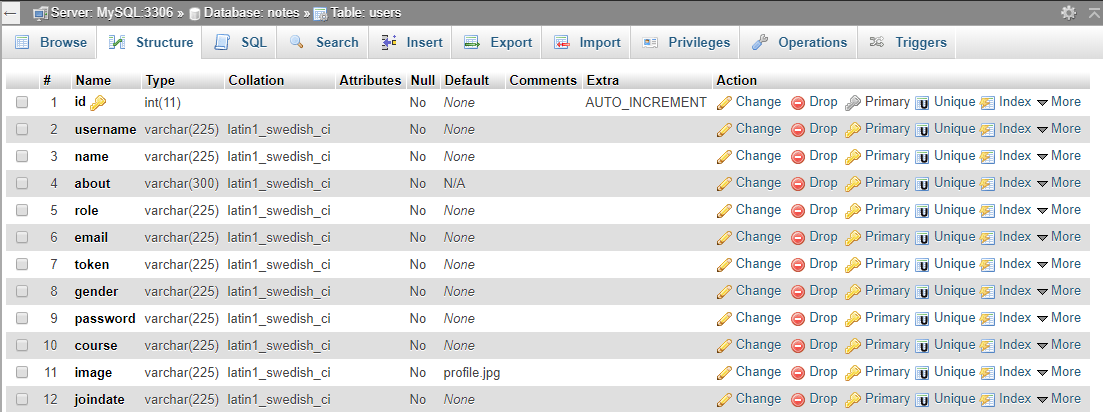 Server: MySQL:3306 » Database: notes » Table: users
Browse Structure SQL Search Insert Export Import Privileges Operations Triggers
# Name Type Collation Attributes Null Default Comments Extra Action
1 id int(11) No None AUTO_INCREMENT Change Drop Primary Unique Index More
2 username varchar(225) latin1_swedish_ci No None Change Drop Primary Unique Index More
3 name varchar(225) latin1_swedish_ci No None Change Drop Primary Unique Index More
4 about varchar(300) latin1_swedish_ci No N/A Change Drop Primary Unique Index More
5 role varchar(225) latin1_swedish_ci No None Change Drop Primary Unique Index More
6 email varchar(225) latin1_swedish_ci No None Change Drop Primary Unique Index More
7 token varchar(225) latin1_swedish_ci No None Change Drop Primary Unique Index More
8 gender varchar(225) latin1_swedish_ci No None Change Drop Primary Unique Index More
9 password varchar(225) latin1_swedish_ci No None Change Drop Primary Unique Index More
10 course varchar(225) latin1_swedish_ci No None Change Drop Primary Unique Index More
11 image varchar(225) latin1_swedish_ci No profile.jpg Change Drop Primary Unique Index More
12 joindate varchar(225) latin1_swedish_ci No None Change Drop Primary Unique Index More